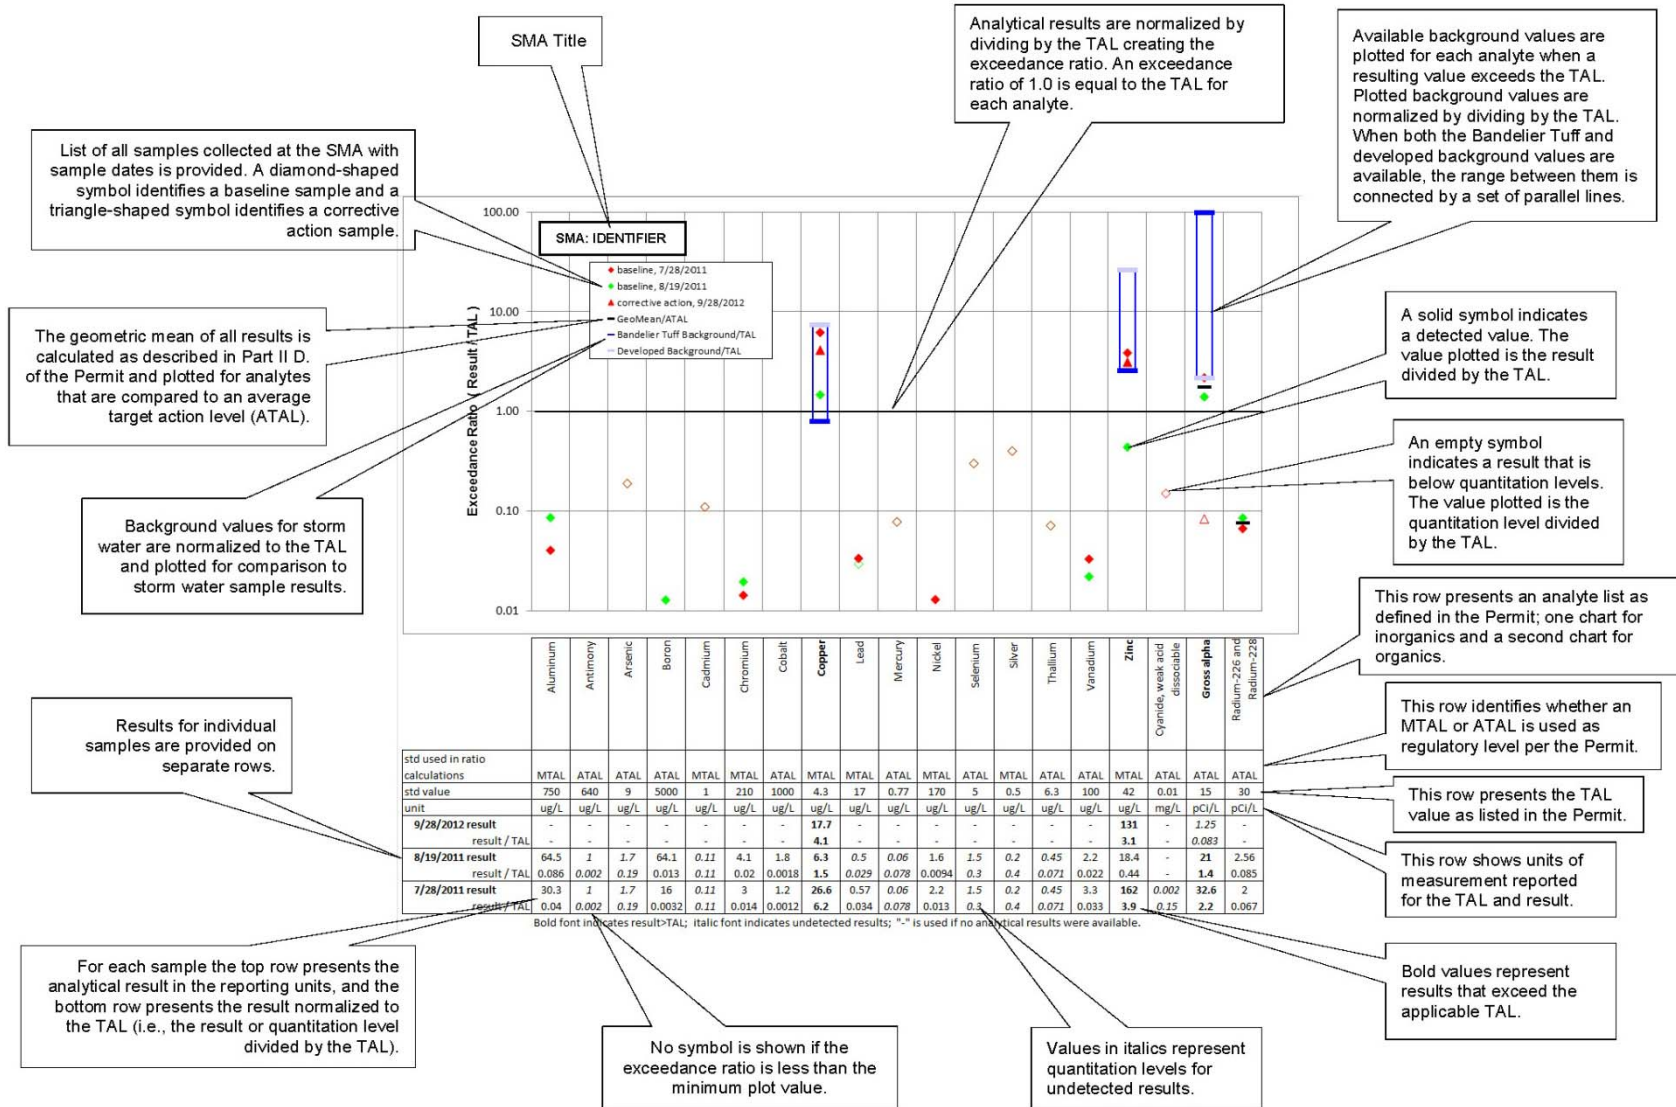 SMA Title
Analytical results are normalized by
dividing by the TAL creating the
exceedance ratio. An exceedance
ratio of 1.0 is equal to the TAL for
each analyte.
Available background values are
plotted for each analyte when a
resulting value exceeds the TAL.
Plotted background values are
normalized by dividing by the TAL.
When both the Bandelier Tuff and
developed background values are
available, the range between them is
connected by a set of parallel lines.
List of all samples collected at the SMA with
sample dates is provided. A diamond-shaped
symbol identifies a baseline sample and a
triangle-shaped symbol identifies a corrective
action sample.
The geometric mean of all results is
calculated as described in Part II D.
of the Permit and plotted for analytes
that are compared to an average
target action level (ATAL).
Background values for storm
water are normalized to the TAL
and plotted for comparison to
storm water sample results.
Exceedance Ratio ( Result / TAL )
100.00
10.00
1.00
0.10
0.01
SMA: IDENTIFIER
baseline, 7/28/2011
baseline, 8/19/2011
corrective action, 9/28/2012
GeoMean/ATAL
Bandelier Tuff Background/TAL
Developed Background/TAL
A solid symbol indicates
a detected value. The
value plotted is the result
divided by the TAL.
An empty symbol
indicates a result that is
below quantitation levels.
The value plotted is the
quantitation level divided
by the TAL.
This row presents an analyte list as
defined in the Permit; one chart for
inorganics and a second chart for
organics.
This row identifies whether an
MTAL or ATAL is used as
regulatory level per the Permit.
This row presents the TAL
value as listed in the Permit.
This row shows units of
measurement reported
for the TAL and result.
Bold values represent
results that exceed the
applicable TAL.
Results for individual
samples are provided on
separate rows.
Aluminum
Antimony
Arsenic
Boron
Cadmium
Chromium
Cobalt
Copper
Lead
Mercury
Nickel
Selenium
Silver
Thallium
Vanadium
Zinc
Cyanide, weak acid
dissociable
Gross alpha
Radium-226 and
Radium-228
std used in ratio
calculations MTAL ATAL ATAL ATAL MTAL MTAL ATAL MTAL MTAL ATAL MTAL ATAL MTAL ATAL ATAL MTAL ATAL ATAL ATAL
std value 750 640 9 5000 1 210 1000 4.3 17 0.77 170 5 0.5 6.3 100 42 0.01 15 30
unit ug/L ug/L ug/L ug/L ug/L ug/L ug/L ug/L ug/L ug/L ug/L ug/L ug/L ug/L ug/L ug/L mg/L pCi/L pCi/L
9/28/2012 result - - - - - - - 17.7 - - - - - - - 131 - 1.25 -
result / TAL - - - - - - - 4.1 - - - - - - - 3.1 - 0.083 -
8/19/2011 result 64.5 1 1.7 64.1 0.11 4.1 1.8 6.3 0.5 0.06 1.6 1.5 0.2 0.45 2.2 18.4 - 21 2.56
result / TAL 0.086 0.002 0.19 0.013 0.11 0.02 0.0018 1.5 0.029 0.078 0.0094 0.3 0.4 0.071 0.022 0.44 - 1.4 0.085
7/28/2011 result 30.3 1 1.7 16 0.11 3 1.2 26.6 0.57 0.06 2.2 1.5 0.2 0.45 3.3 162 0.002 32.6 2
result / TAL 0.04 0.002 0.19 0.0032 0.11 0.014 0.0012 6.2 0.034 0.078 0.013 0.3 0.4 0.071 0.033 3.9 0.15 2.2 0.067
Bold font indicates result>TAL; italic font indicates undetected results; "-" is used if no analytical results were available.
For each sample the top row presents the
analytical result in the reporting units, and the
bottom row presents the result normalized to
the TAL (i.e., the result or quantitation level
divided by the TAL).
No symbol is shown if the
exceedance ratio is less than the
minimum plot value.
Values in italics represent
quantitation levels for
undetected results.